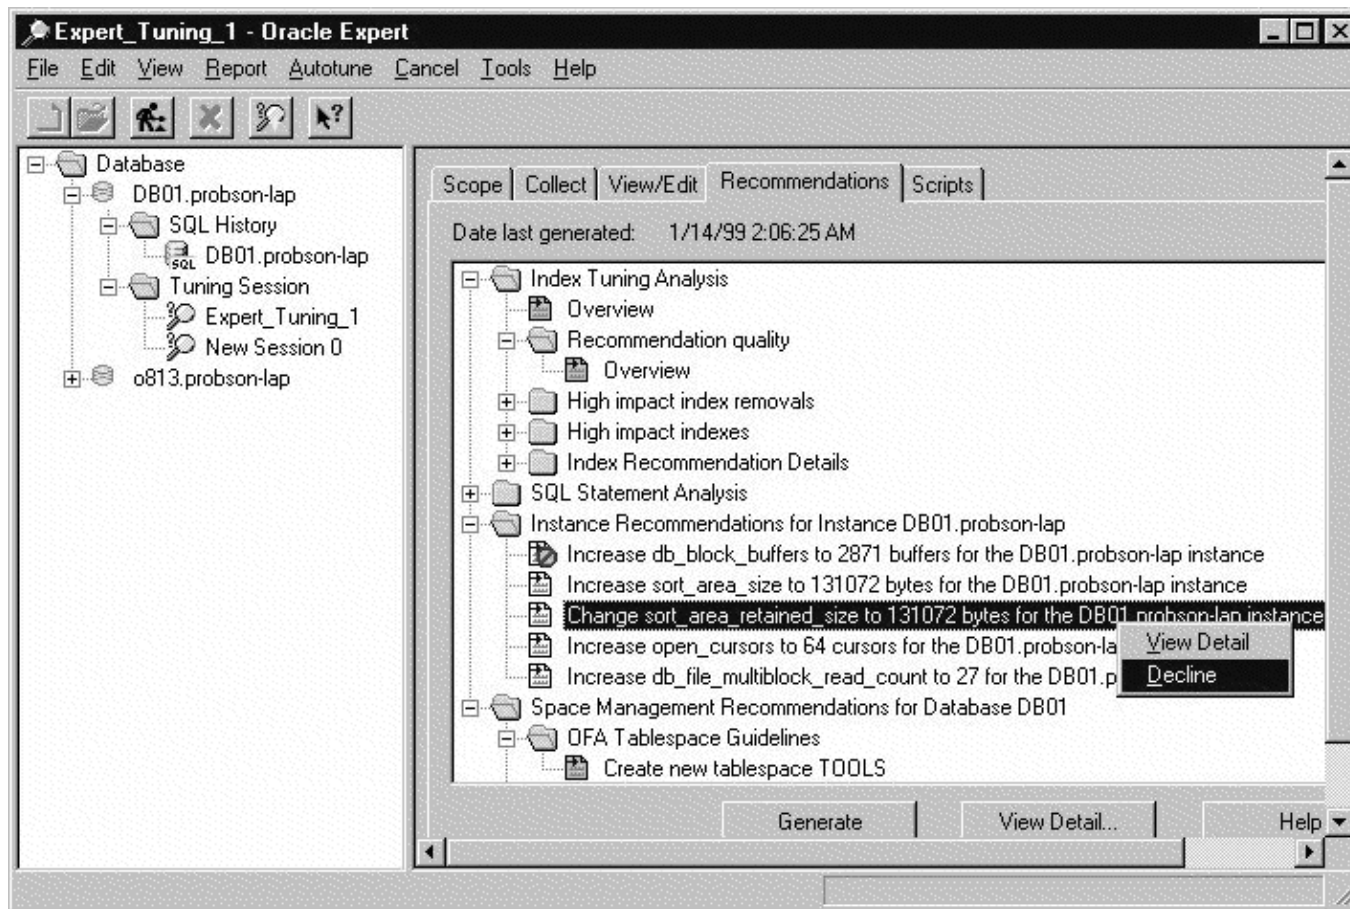 Expert_Tuning_1 - Oracle Expert
File Edit View Report Autotune Cancel Tools Help
Database
DB01.probson-lap
SQL History
SQL DB01.probson-lap
Tuning Session
Expert_Tuning_1
New Session 0
o813.probson-lap
Scope Collect View/Edit Recommendations Scripts
Date last generated: 1/14/99 2:06:25 AM
Index Tuning Analysis
Overview
Recommendation quality
Overview
High impact index removals
High impact indexes
Index Recommendation Details
SQL Statement Analysis
Instance Recommendations for Instance DB01.probson-lap
Increase db_block_buffers to 2871 buffers for the DB01.probson-lap instance
Increase sort_area_size to 131072 bytes for the DB01.probson-lap instance
Change sort_area_retained_size to 131072 bytes for the DB01.probson-lap instance
Increase open_cursors to 64 cursors for the DB01.probson-la
Increase db_file_multiblock_read_count to 27 for the DB01.p
View Detail
Decline
Space Management Recommendations for Database DB01
OFA Tablespace Guidelines
Create new tablespace TOOLS
Generate View Detail... Help